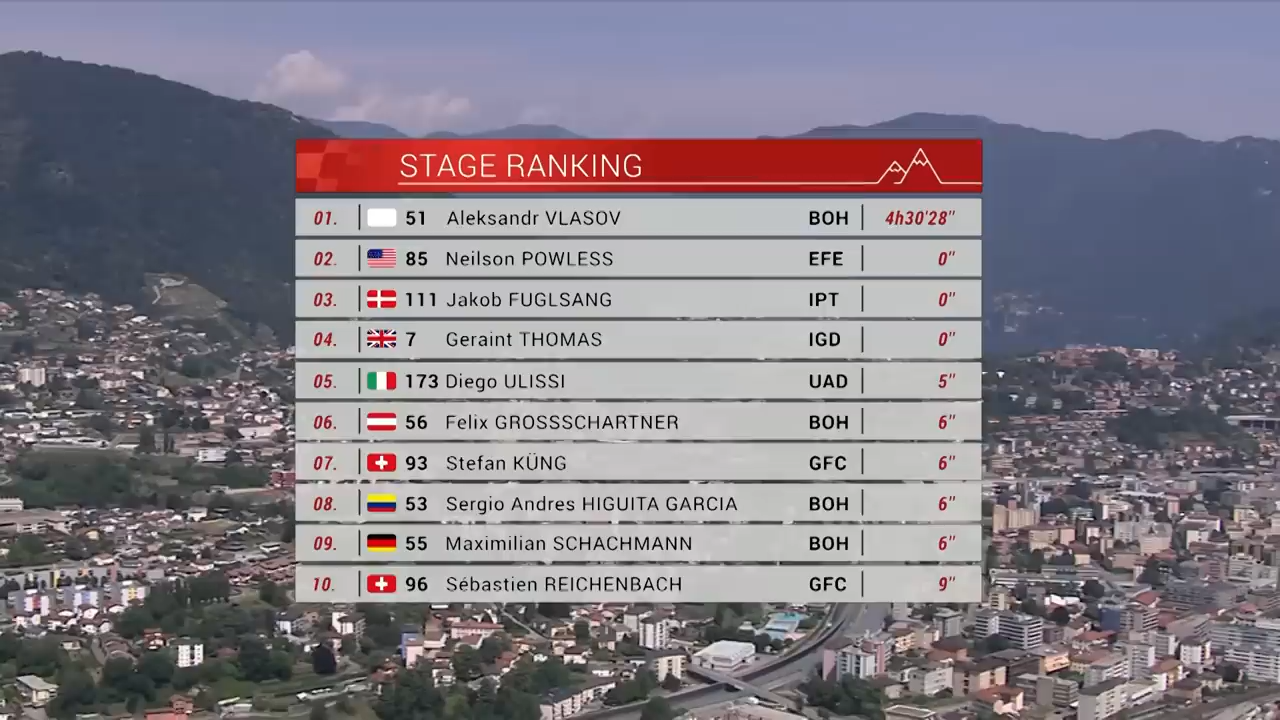 STAGE RANKING
01. 51 Aleksandr VLASOV BOH 4h30'28"
02. 85 Neilson POWLESS EFE 0"
03. 111 Jakob FUGLSANG IPT 0"
04. 7 Geraint THOMAS IGD 0"
05. 173 Diego ULISSI UAD 5"
06. 56 Felix GROSSSCHARTNER BOH 6"
07. 93 Stefan KÜNG GFC 6"
08. 53 Sergio Andres HIGUITA GARCIA BOH 6"
09. 55 Maximilian SCHACHMANN BOH 6"
10. 96 Sébastien REICHENBACH GFC 9"